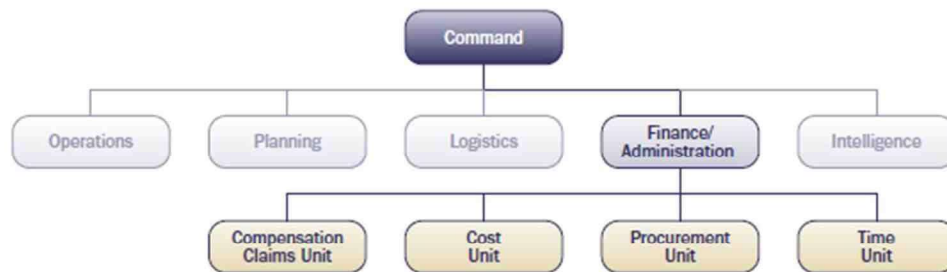 Command
Operations
Planning
Logistics
Finance/
Administration
Intelligence
Compensation
Claims Unit
Cost
Unit
Procurement
Unit
Time
Unit